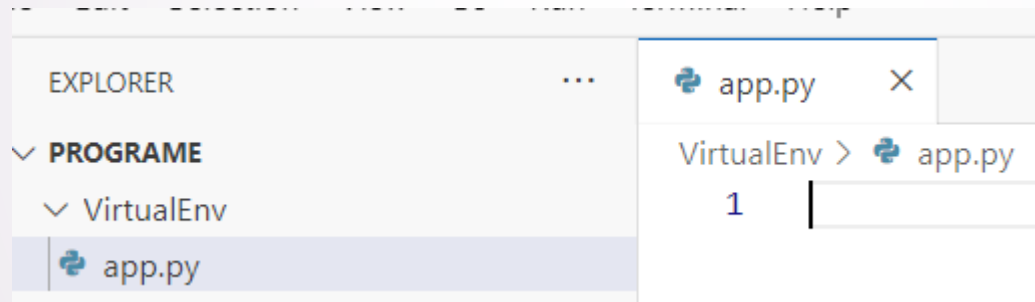 EXPLORER ...
PROGRAME
VirtualEnv
app.py
app.py
VirtualEnv > app.py
1